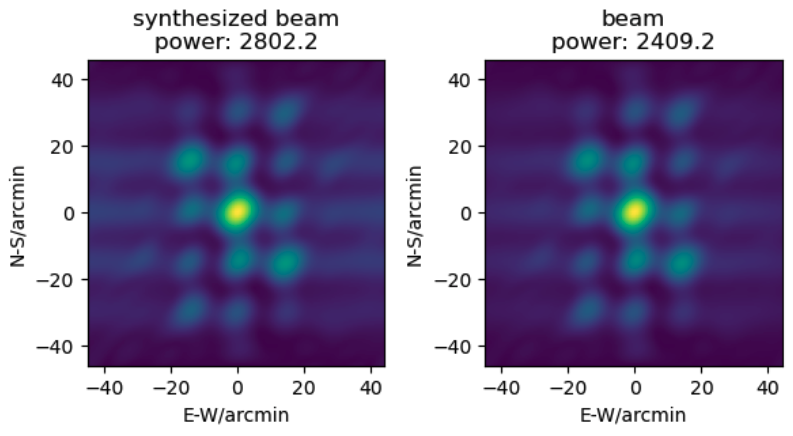 synthesized beam
power: 2802.2
N-S/arcmin
40
20
0
−20
−40
−40 −20 0 20 40
E-W/arcmin
beam
power: 2409.2
N-S/arcmin
40
20
0
−20
−40
−40 −20 0 20 40
E-W/arcmin